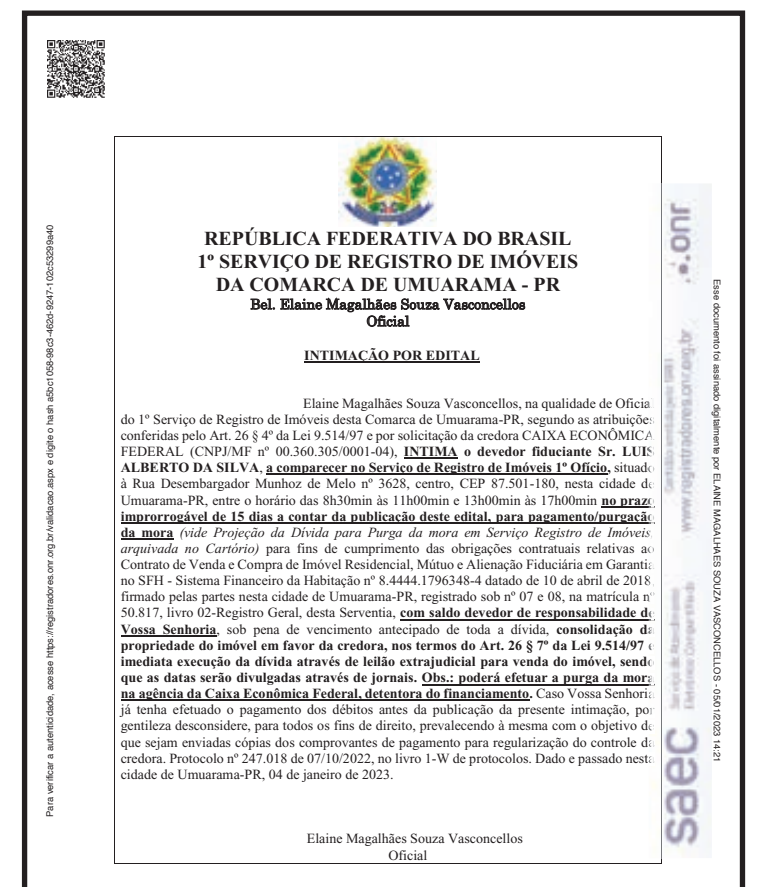 REPÚBLICA FEDERATIVA DO BRASIL
1º SERVIÇO DE REGISTRO DE IMÓVEIS
DA COMARCA DE UMUARAMA - PR
Bel. Elaine Magalhães Souza Vasconcellos
Oficial
INTIMAÇÃO POR EDITAL
Elaine Magalhães Souza Vasconcellos, na qualidade de Oficia
do 1º Serviço de Registro de Imóveis desta Comarca de Umuarama-PR, segundo as atribuições
conferidas pelo Art. 26 § 4º da Lei 9.514/97 e por solicitação da credora CAIXA ECONÔMICA
FEDERAL (CNPJ/MF nº 00.360.305/0001-04), INTIMA o devedor fiduciante Sr. LUIS
ALBERTO DA SILVA, a comparecer no Serviço de Registro de Imóveis 1º Ofício, situado
à Rua Desembargador Munhoz de Melo nº 3628, centro, CEP 87.501-180, nesta cidade de
Umuarama-PR, entre o horário das 8h30min às 11h00min e 13h00min às 17h00min no prazo
improrrogável de 15 dias a contar da publicação deste edital, para pagamento/purgação
da mora (vide Projeção da Dívida para Purga da mora em Serviço Registro de Imóveis,
arquivada no Cartório) para fins de cumprimento das obrigações contratuais relativas ao
Contrato de Venda e Compra de Imóvel Residencial, Mútuo e Alienação Fiduciária em Garantia
no SFH - Sistema Financeiro da Habitação nº 8.4444.1796348-4 datado de 10 de abril de 2018,
firmado pelas partes nesta cidade de Umuarama-PR, registrado sob nº 07 e 08, na matrícula nº
50.817, livro 02-Registro Geral, desta Serventia, com saldo devedor de responsabilidade de
Vossa Senhoria, sob pena de vencimento antecipado de toda a dívida, consolidação da
propriedade do imóvel em favor da credora, nos termos do Art. 26 § 7º da Lei 9.514/97 e
imediata execução da dívida através de leilão extrajudicial para venda do imóvel, sendo
que as datas serão divulgadas através de jornais. Obs.: poderá efetuar a purga da mora
na agência da Caixa Econômica Federal, detentora do financiamento. Caso Vossa Senhoria
já tenha efetuado o pagamento dos débitos antes da publicação da presente intimação, por
gentileza desconsidere, para todos os fins de direito, prevalecendo à mesma com o objetivo de
que sejam enviadas cópias dos comprovantes de pagamento para regularização do controle da
credora. Protocolo nº 247.018 de 07/10/2022, no livro 1-W de protocolos. Dado e passado nesta
cidade de Umuarama-PR, 04 de janeiro de 2023.
Elaine Magalhães Souza Vasconcellos
Oficial
Para verificar a autenticidade, acesse https://registradores.onr.org.br/validacao.aspx e digite o hash a5bc1058-98c3-462d-9247-102c53299a40
saec
Serviço de Atendimento
Eletrônico Compartilhado
www.registradores.onr.org.br
.onr
Esse documento foi assinado digitalmente por ELAINE MAGALHAES SOUZA VASCONCELLOS - 05/01/2023 14:21